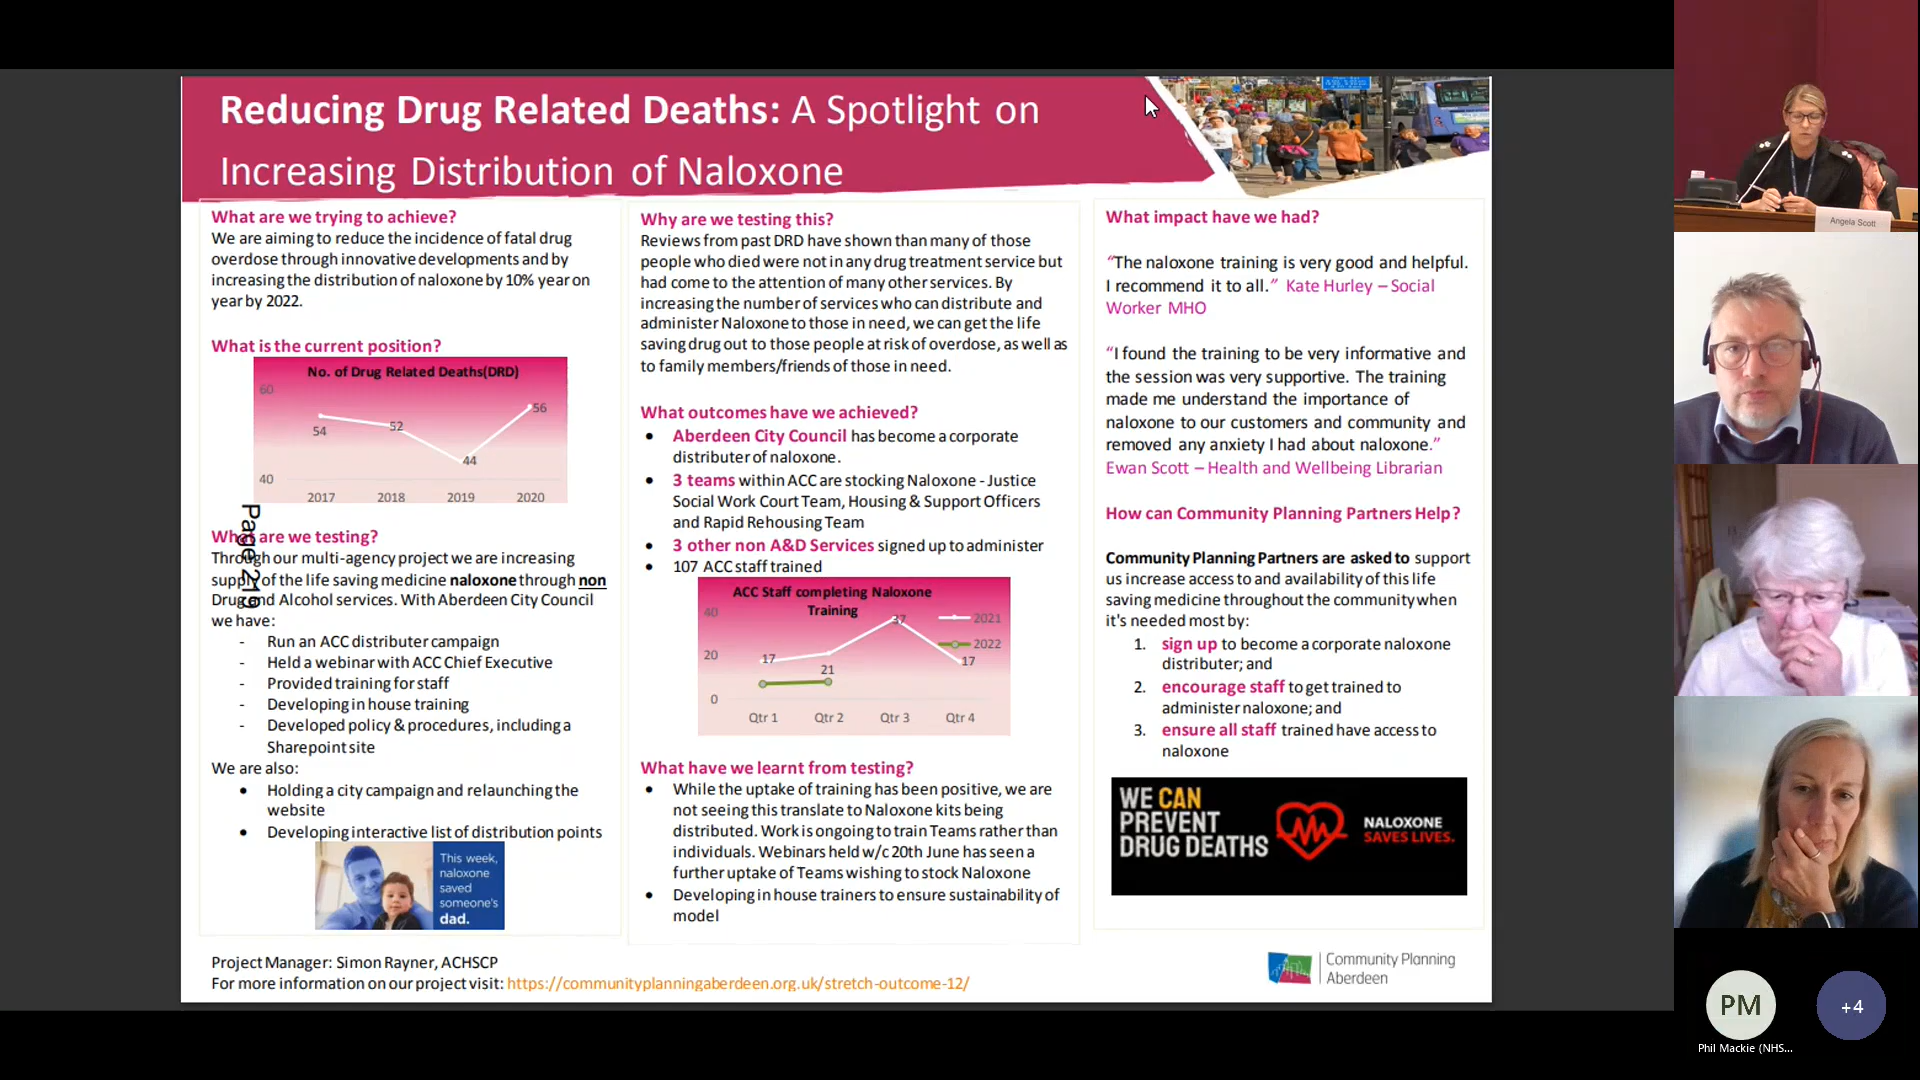 Reducing Drug Related Deaths: A Spotlight on
Increasing Distribution of Naloxone
What are we trying to achieve?
We are aiming to reduce the incidence of fatal drug
overdose through innovative developments and by
increasing the distribution of naloxone by 10% year on
year by 2022.
What is the current position?
No. of Drug Related Deaths(DRD)
60
40
54
52
44
56
2017 2018 2019 2020
Page 219
What are we testing?
Through our multi-agency project we are increasing
supply of the life saving medicine naloxone through non
Drug and Alcohol services. With Aberdeen City Council
we have:
- Run an ACC distributer campaign
- Held a webinar with ACC Chief Executive
- Provided training for staff
- Developing in house training
- Developed policy & procedures, including a
Sharepoint site
We are also:
• Holding a city campaign and relaunching the
website
• Developing interactive list of distribution points
This week,
naloxone
saved
someone's
dad.
Why are we testing this?
Reviews from past DRD have shown than many of those
people who died were not in any drug treatment service but
had come to the attention of many other services. By
increasing the number of services who can distribute and
administer Naloxone to those in need, we can get the life
saving drug out to those people at risk of overdose, as well as
to family members/friends of those in need.
What outcomes have we achieved?
• Aberdeen City Council has become a corporate
distributer of naloxone.
• 3 teams within ACC are stocking Naloxone - Justice
Social Work Court Team, Housing & Support Officers
and Rapid Rehousing Team
• 3 other non A&D Services signed up to administer
• 107 ACC staff trained
ACC Staff completing Naloxone
Training
40
20
0
17
21
37
17
2021
2022
Qtr 1 Qtr 2 Qtr 3 Qtr 4
What have we learnt from testing?
• While the uptake of training has been positive, we are
not seeing this translate to Naloxone kits being
distributed. Work is ongoing to train Teams rather than
individuals. Webinars held w/c 20th June has seen a
further uptake of Teams wishing to stock Naloxone
• Developing in house trainers to ensure sustainability of
model
What impact have we had?
“The naloxone training is very good and helpful.
I recommend it to all.” Kate Hurley – Social
Worker MHO
“I found the training to be very informative and
the session was very supportive. The training
made me understand the importance of
naloxone to our customers and community and
removed any anxiety I had about naloxone.”
Ewan Scott – Health and Wellbeing Librarian
How can Community Planning Partners Help?
Community Planning Partners are asked to support
us increase access to and availability of this life
saving medicine throughout the community when
it's needed most by:
1. sign up to become a corporate naloxone
distributer; and
2. encourage staff to get trained to
administer naloxone; and
3. ensure all staff trained have access to
naloxone
WE CAN
PREVENT
DRUG DEATHS
NALOXONE
SAVES LIVES.
Project Manager: Simon Rayner, ACHSCP
For more information on our project visit: https://communityplanningaberdeen.org.uk/stretch-outcome-12/
Community Planning
Aberdeen
Angela Scott
PM
+4
Phil Mackie (NHS...